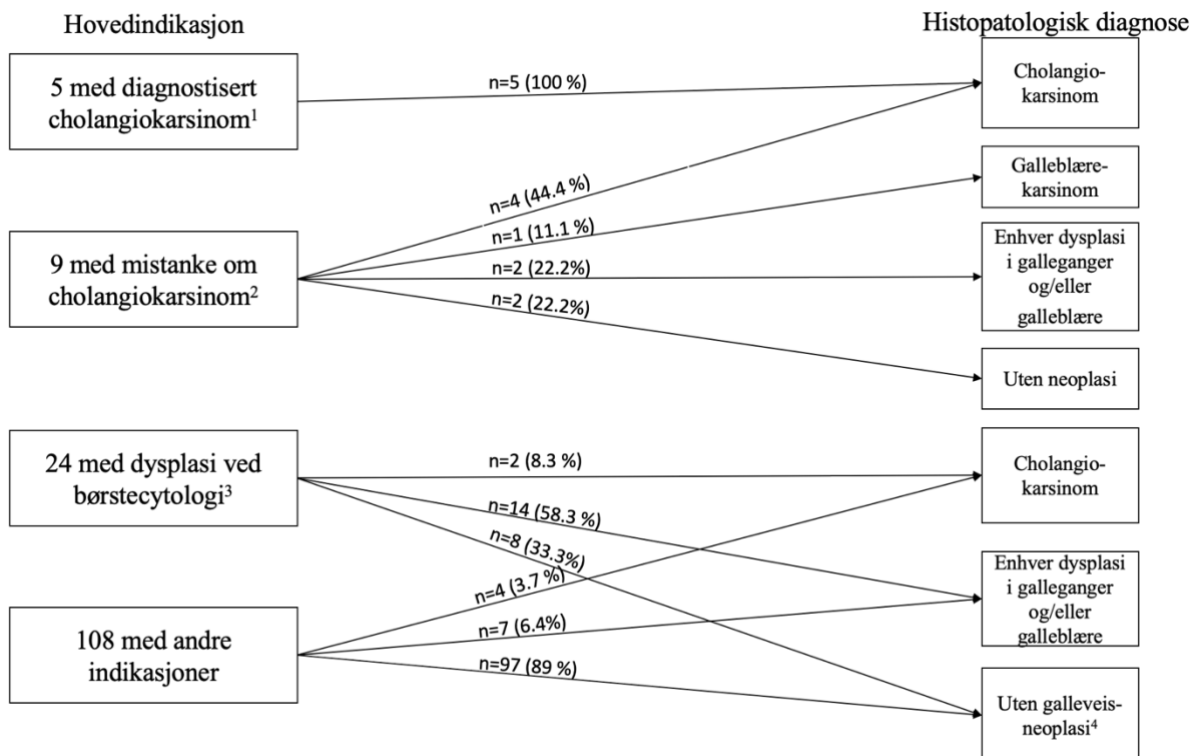 Hovedindikasjon
Histopatologisk diagnose
5 med diagnostisert
cholangiokarsinom¹
n=5 (100 %)
Cholangio-
karsinom
9 med mistanke om
cholangiokarsinom²
n=4 (44.4 %)
n=1 (11.1 %)
n=2 (22.2%)
n=2 (22.2%)
Galleblære-
karsinom
Enhver dysplasi
i galleganger
og/eller
galleblære
Uten neoplasi
24 med dysplasi ved
børstecytologi³
n=2 (8.3 %)
n=14 (58.3 %)
n=8 (33.3%)
Cholangio-
karsinom
108 med andre
indikasjoner
n=4 (3.7 %)
n=7 (6.4%)
n=97 (89 %)
Enhver dysplasi
i galleganger
og/eller
galleblære
Uten galleveis-
neoplasi⁴